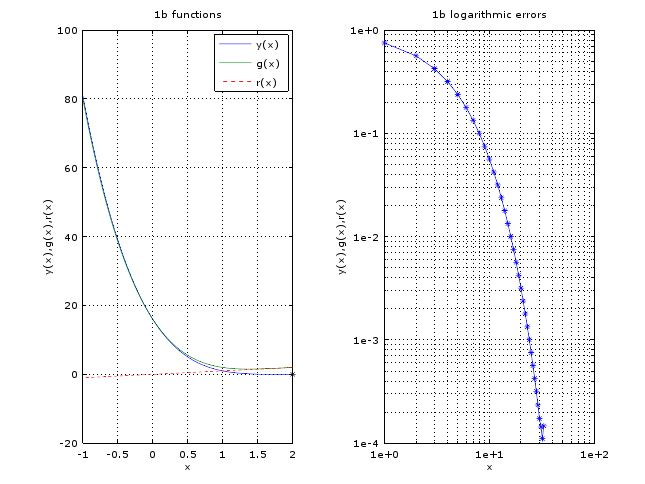 1b functions
100
80
60
40
20
0
-20
-1
-0.5
0
0.5
1
1.5
2
x
y(x),g(x),r(x)
y(x)
g(x)
r(x)
1b logarithmic errors
1e+0
1e-1
1e-2
1e-3
1e-4
1e+0
1e+1
1e+2
x
y(x),g(x),r(x)